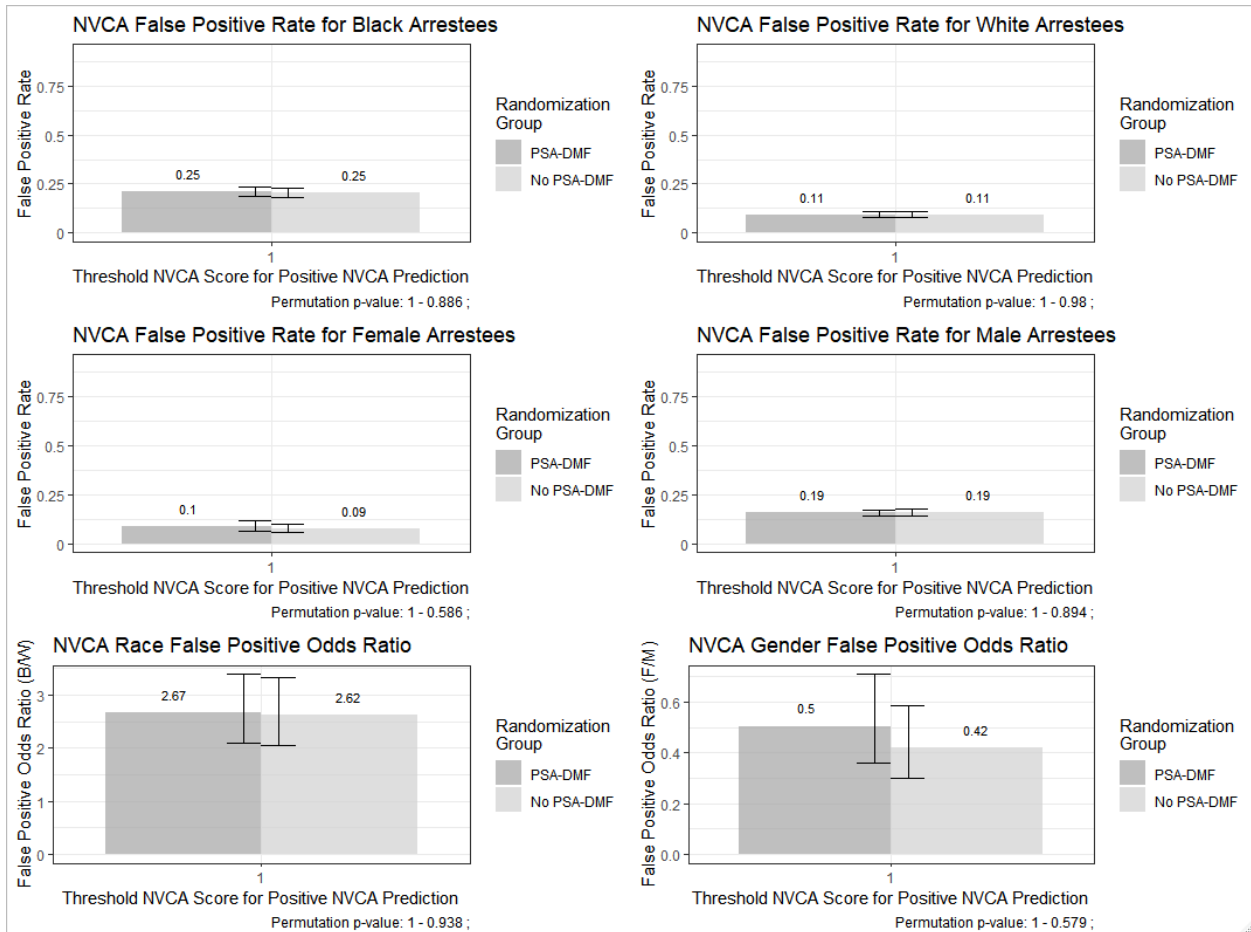 NVCA False Positive Rate for Black Arrestees
False Positive Rate
0.75
0.5
0.25
0
0.25
0.25
1
Threshold NVCA Score for Positive NVCA Prediction
Permutation p-value: 1 - 0.886 ;
Randomization
Group
PSA-DMF
No PSA-DMF
NVCA False Positive Rate for White Arrestees
False Positive Rate
0.75
0.5
0.25
0
0.11
0.11
1
Threshold NVCA Score for Positive NVCA Prediction
Permutation p-value: 1 - 0.98 ;
Randomization
Group
PSA-DMF
No PSA-DMF
NVCA False Positive Rate for Female Arrestees
False Positive Rate
0.75
0.5
0.25
0
0.1
0.09
1
Threshold NVCA Score for Positive NVCA Prediction
Permutation p-value: 1 - 0.586 ;
Randomization
Group
PSA-DMF
No PSA-DMF
NVCA False Positive Rate for Male Arrestees
False Positive Rate
0.75
0.5
0.25
0
0.19
0.19
1
Threshold NVCA Score for Positive NVCA Prediction
Permutation p-value: 1 - 0.894 ;
Randomization
Group
PSA-DMF
No PSA-DMF
NVCA Race False Positive Odds Ratio
False Positive Odds Ratio (B/W)
3
2
1
0
2.67
2.62
1
Threshold NVCA Score for Positive NVCA Prediction
Permutation p-value: 1 - 0.938 ;
Randomization
Group
PSA-DMF
No PSA-DMF
NVCA Gender False Positive Odds Ratio
False Positive Odds Ratio (F/M)
0.6
0.4
0.2
0.0
0.5
0.42
1
Threshold NVCA Score for Positive NVCA Prediction
Permutation p-value: 1 - 0.579 ;
Randomization
Group
PSA-DMF
No PSA-DMF